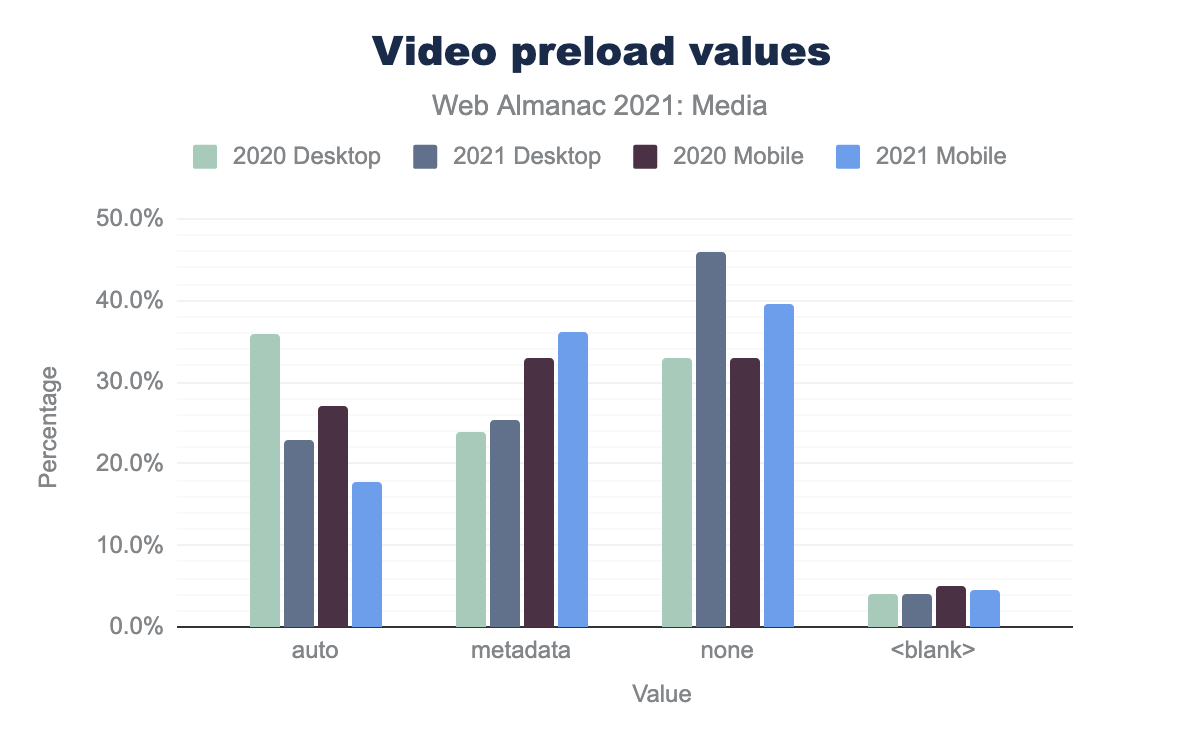 Video preload values
Web Almanac 2021: Media
2020 Desktop 2021 Desktop 2020 Mobile 2021 Mobile
50.0%
40.0%
30.0%
20.0%
10.0%
0.0%
Percentage
auto metadata none <blank>
Value